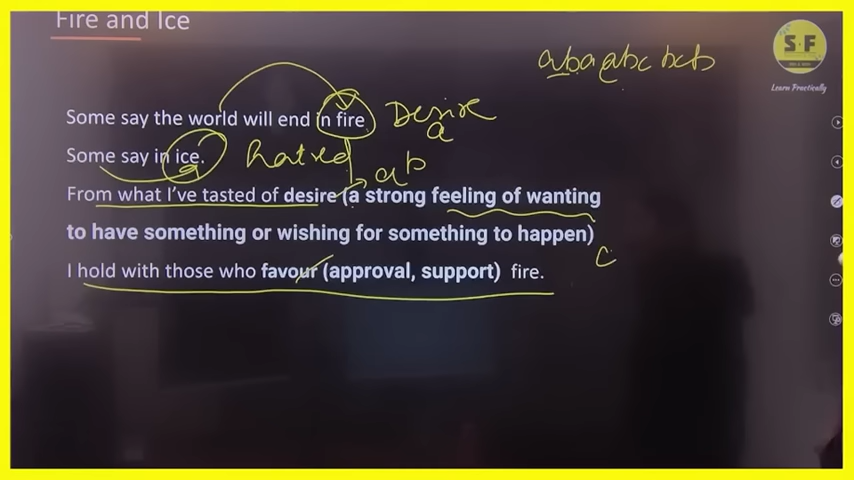 Fire and Ice
abaabcbcb
S F
Learn Practically
Some say the world will end in fire. Desire
a
Some say in ice. hatred
a
a b
From what I've tasted of desire (a strong feeling of wanting
to have something or wishing for something to happen)
c
I hold with those who favour (approval, support) fire.